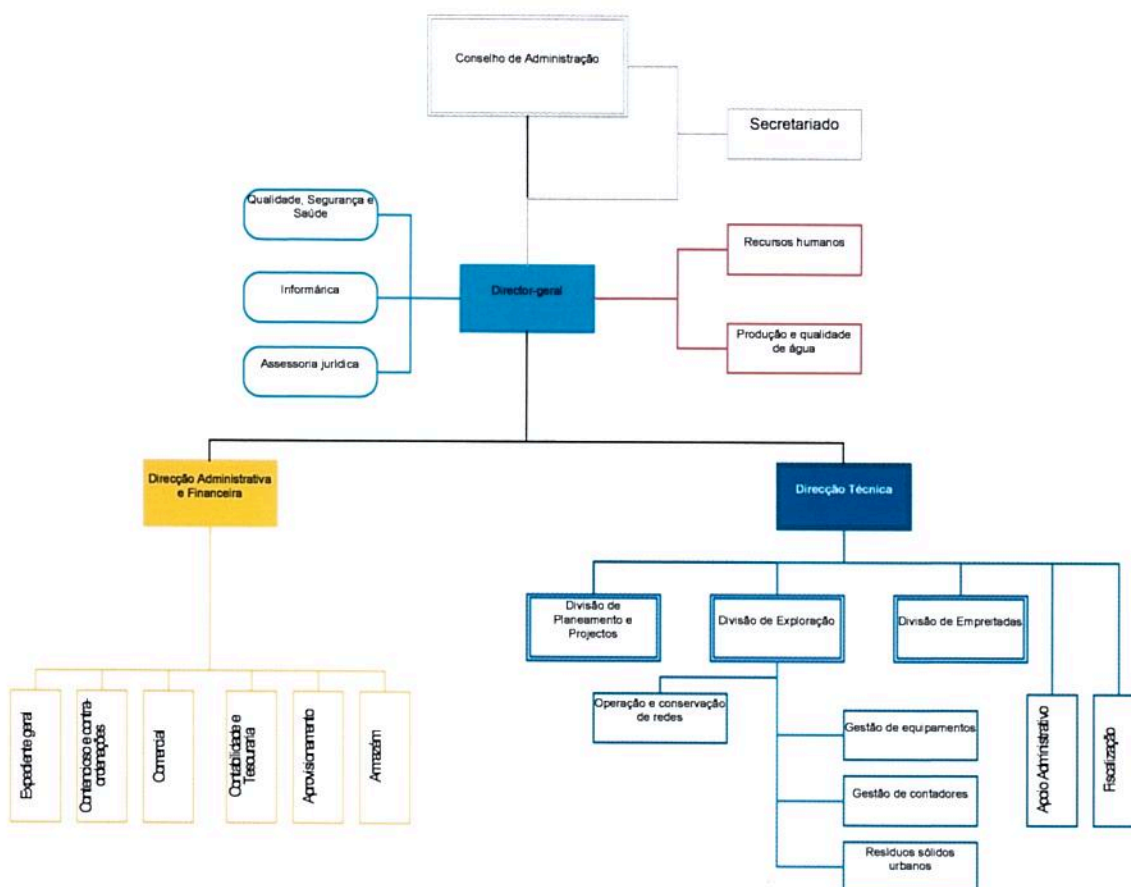 Conselho de Administração
Secretariado
Qualidade, Segurança e
Saúde
Recursos humanos
Informárica
Director-geral
Produção e qualidade
de água
Assessoria jurídica
Direcção Administrativa
e Financeira
Direcção Técnica
Divisão de
Planeamento e
Projectos
Divisão de Exploração
Divisão de Empreitadas
Operação e conservação
de redes
Gestão de equipamentos
Gestão de contadores
Resíduos sólidos
urbanos
Apoio Administrativo
Fiscalização
Expediente geral
Contencioso e contra-
ordenações
Comercial
Contabilidade e
Tesouraria
Aprovisionamento
Armazém